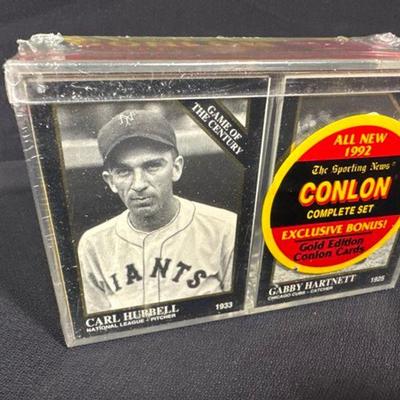 GAME OF
THE CENTURY
GIANTS
CARL HUBBELL
NATIONAL LEAGUE - PITCHER
1933
ALL NEW
1992
The Sporting News
CONLON
COMPLETE SET
EXCLUSIVE BONUS!
Gold Edition
Conlon Cards
GABBY HARTNETT
CHICAGO CUBS - CATCHER
1925